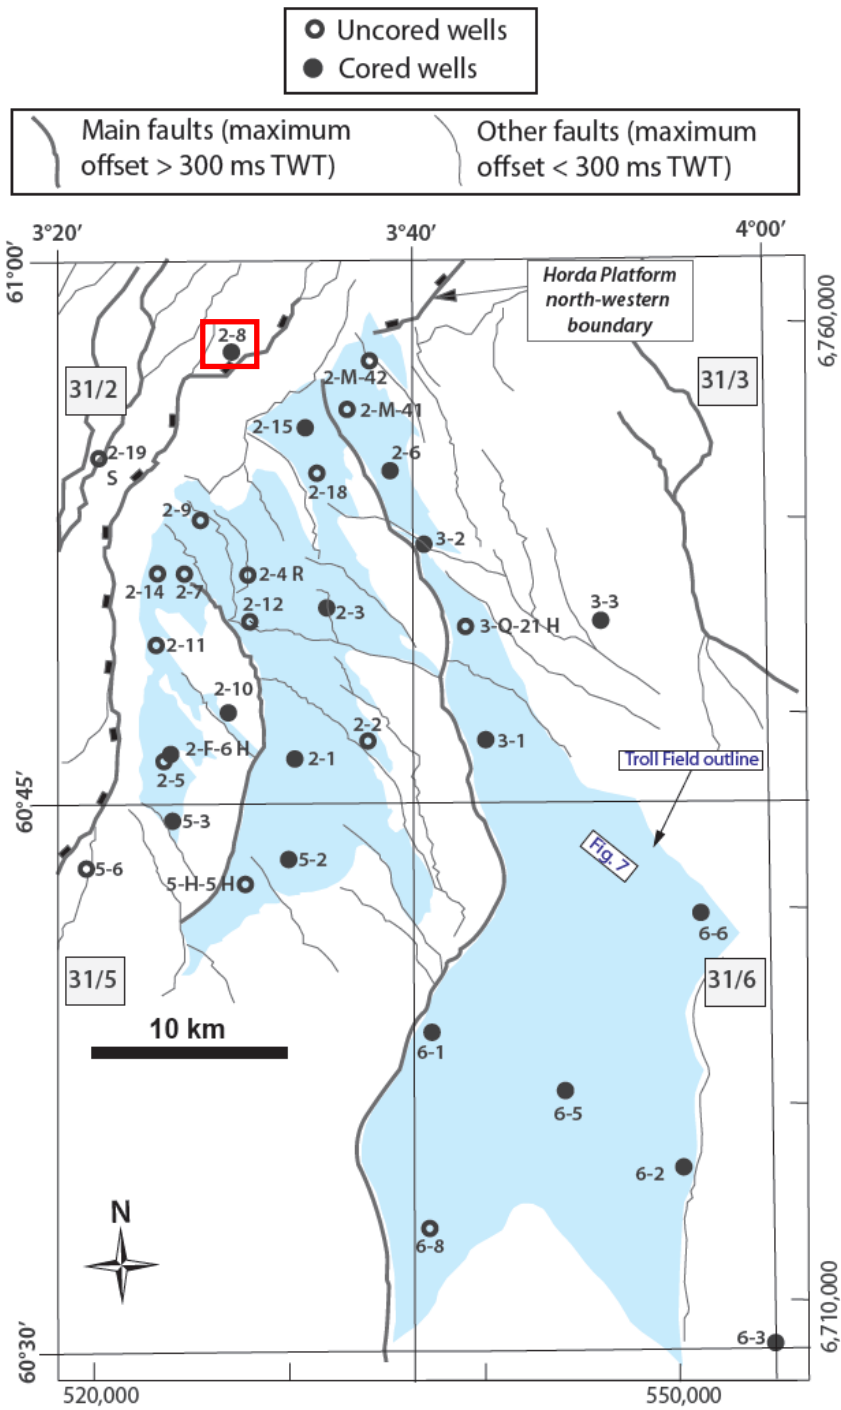 Uncored wells
Cored wells
Main faults (maximum
offset > 300 ms TWT)
Other faults (maximum
offset < 300 ms TWT)
3°20′
3°40′
4°00′
61°00′
Horda Platform
north-western
boundary
6,760,000
2-8
31/2
31/3
2-M-42
2-M-41
2-15
2-6
2-19
S
2-18
2-9
3-2
2-14
2-7
2-4 R
2-12
2-3
3-3
3-Q-21 H
2-11
2-10
2-2
3-1
2-F-6 H
2-5
2-1
Troll Field outline
60°45′
5-3
Fig. 7
5-6
5-2
5-H-5 H
6-6
31/5
31/6
10 km
6-1
6-5
6-2
N
6-8
6-3
6,710,000
60°30′
520,000
550,000